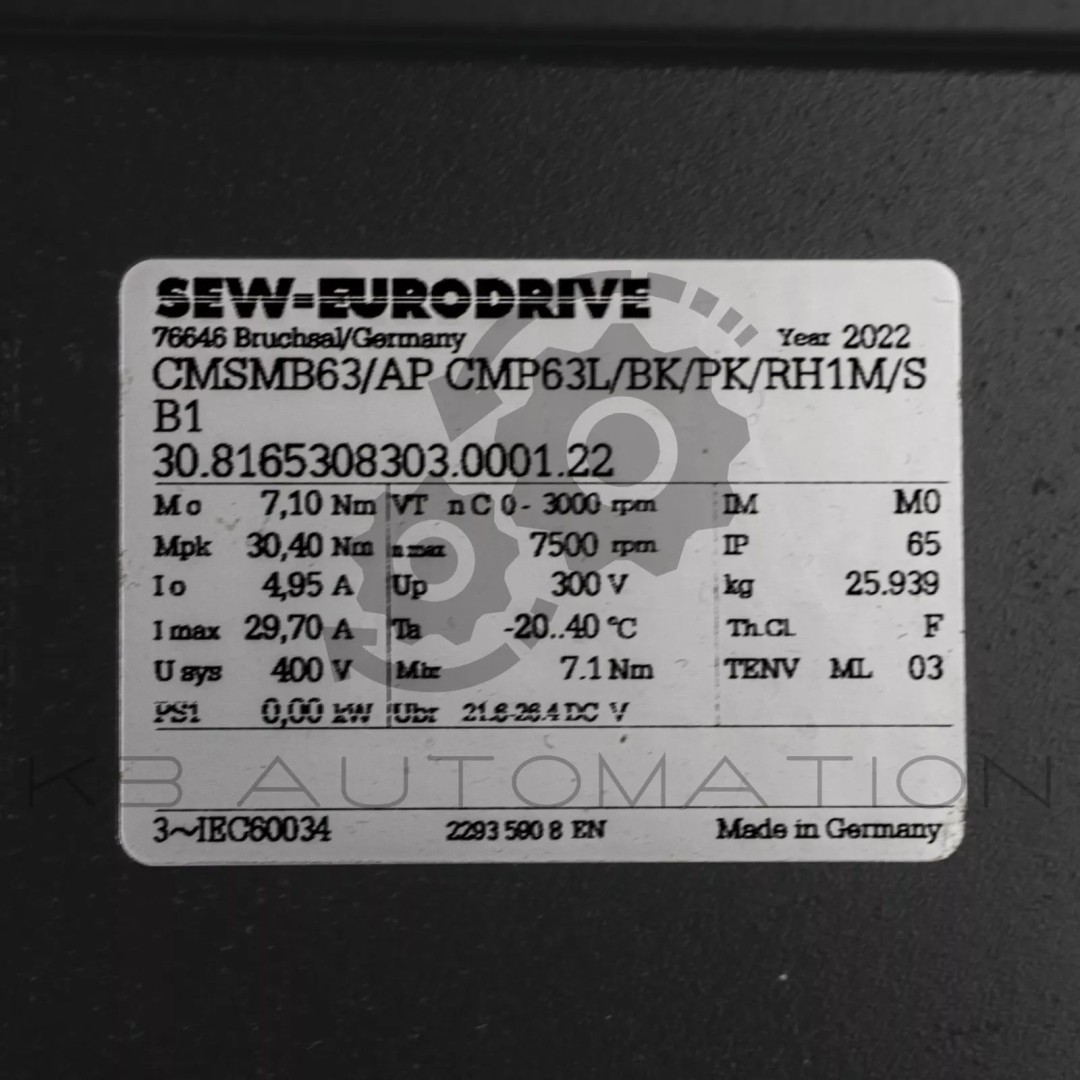 SEW-EURODRIVE
76646 Bruchsal/Germany Year 2022
CMSMB63/AP CMP63L/BK/PK/RH1M/S
B1
30.8165308303.0001.22
Mo 7,10 Nm VT nC 0- 3000 rpm IM M0
Mpk 30,40 Nm n max 7500 rpm IP 65
Io 4,95 A Up 300 V kg 25.939
I max 29,70 A Ta -20..40 °C Th.Cl. F
U sys 400 V Mbr 7.1 Nm TENV ML 03
PS1 0,00 kW Ubr 21.6-26.4 DC V
KB AUTOMATION
3~IEC60034 2293 590 8 EN Made in Germany